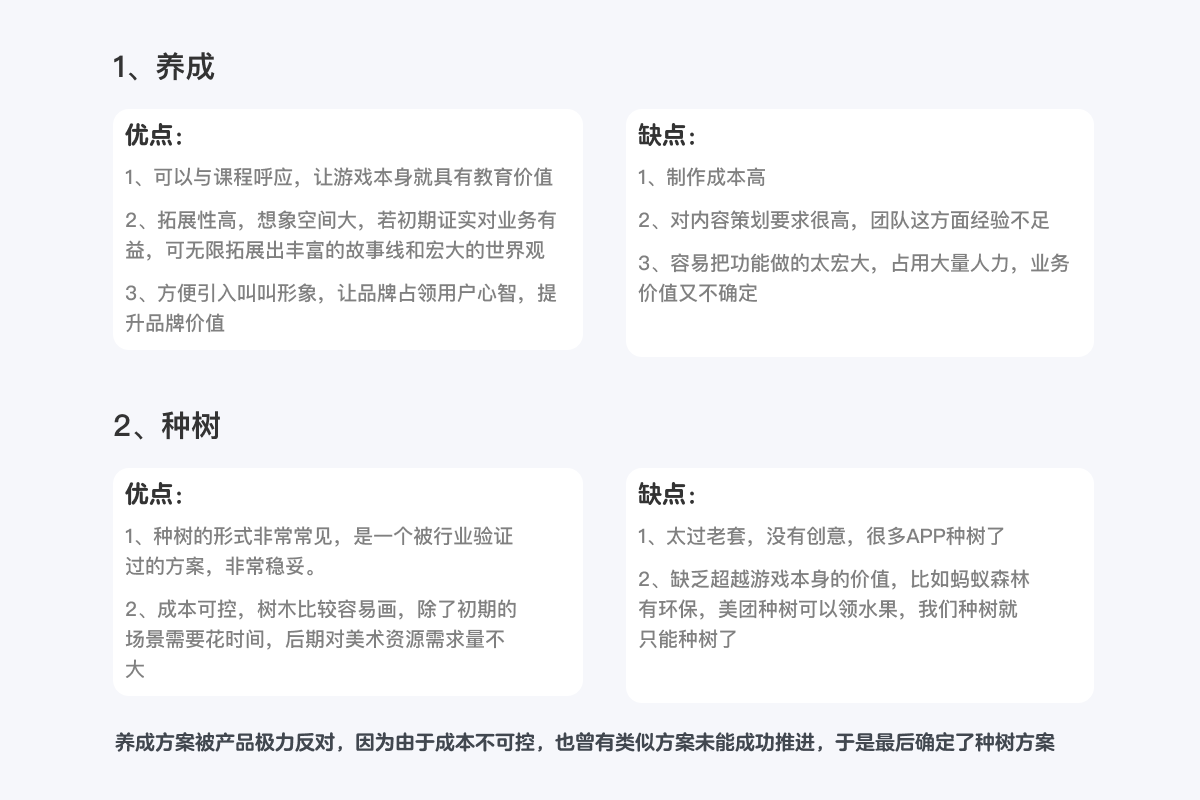 1、养成
优点：
1、可以与课程呼应，让游戏本身就具有教育价值
2、拓展性高，想象空间大，若初期证实对业务有
益，可无限拓展出丰富的故事线和宏大的世界观
3、方便引入叫叫形象，让品牌占领用户心智，提
升品牌价值
缺点：
1、制作成本高
2、对内容策划要求很高，团队这方面经验不足
3、容易把功能做的太宏大，占用大量人力，业务
价值又不确定
2、种树
优点：
1、种树的形式非常常见，是一个被行业验证
过的方案，非常稳妥。
2、成本可控，树木比较容易画，除了初期的
场景需要花时间，后期对美术资源需求量不
大
缺点：
1、太过老套，没有创意，很多APP种树了
2、缺乏超越游戏本身的价值，比如蚂蚁森林
有环保，美团种树可以领水果，我们种树就
只能种树了
养成方案被产品极力反对，因为由于成本不可控，也曾有类似方案未能成功推进，于是最后确定了种树方案